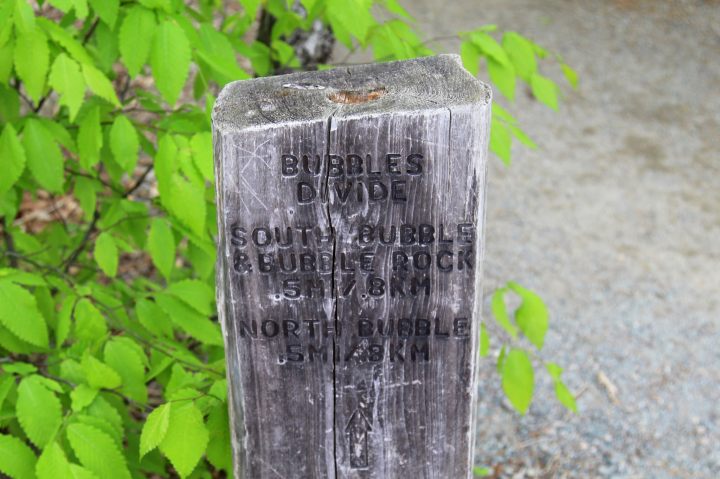 BUBBLES
DIVIDE
SOUTH BUBBLE
& BUBBLE ROCK
.5MI/.8KM
NORTH BUBBLE
.5MI/.8KM